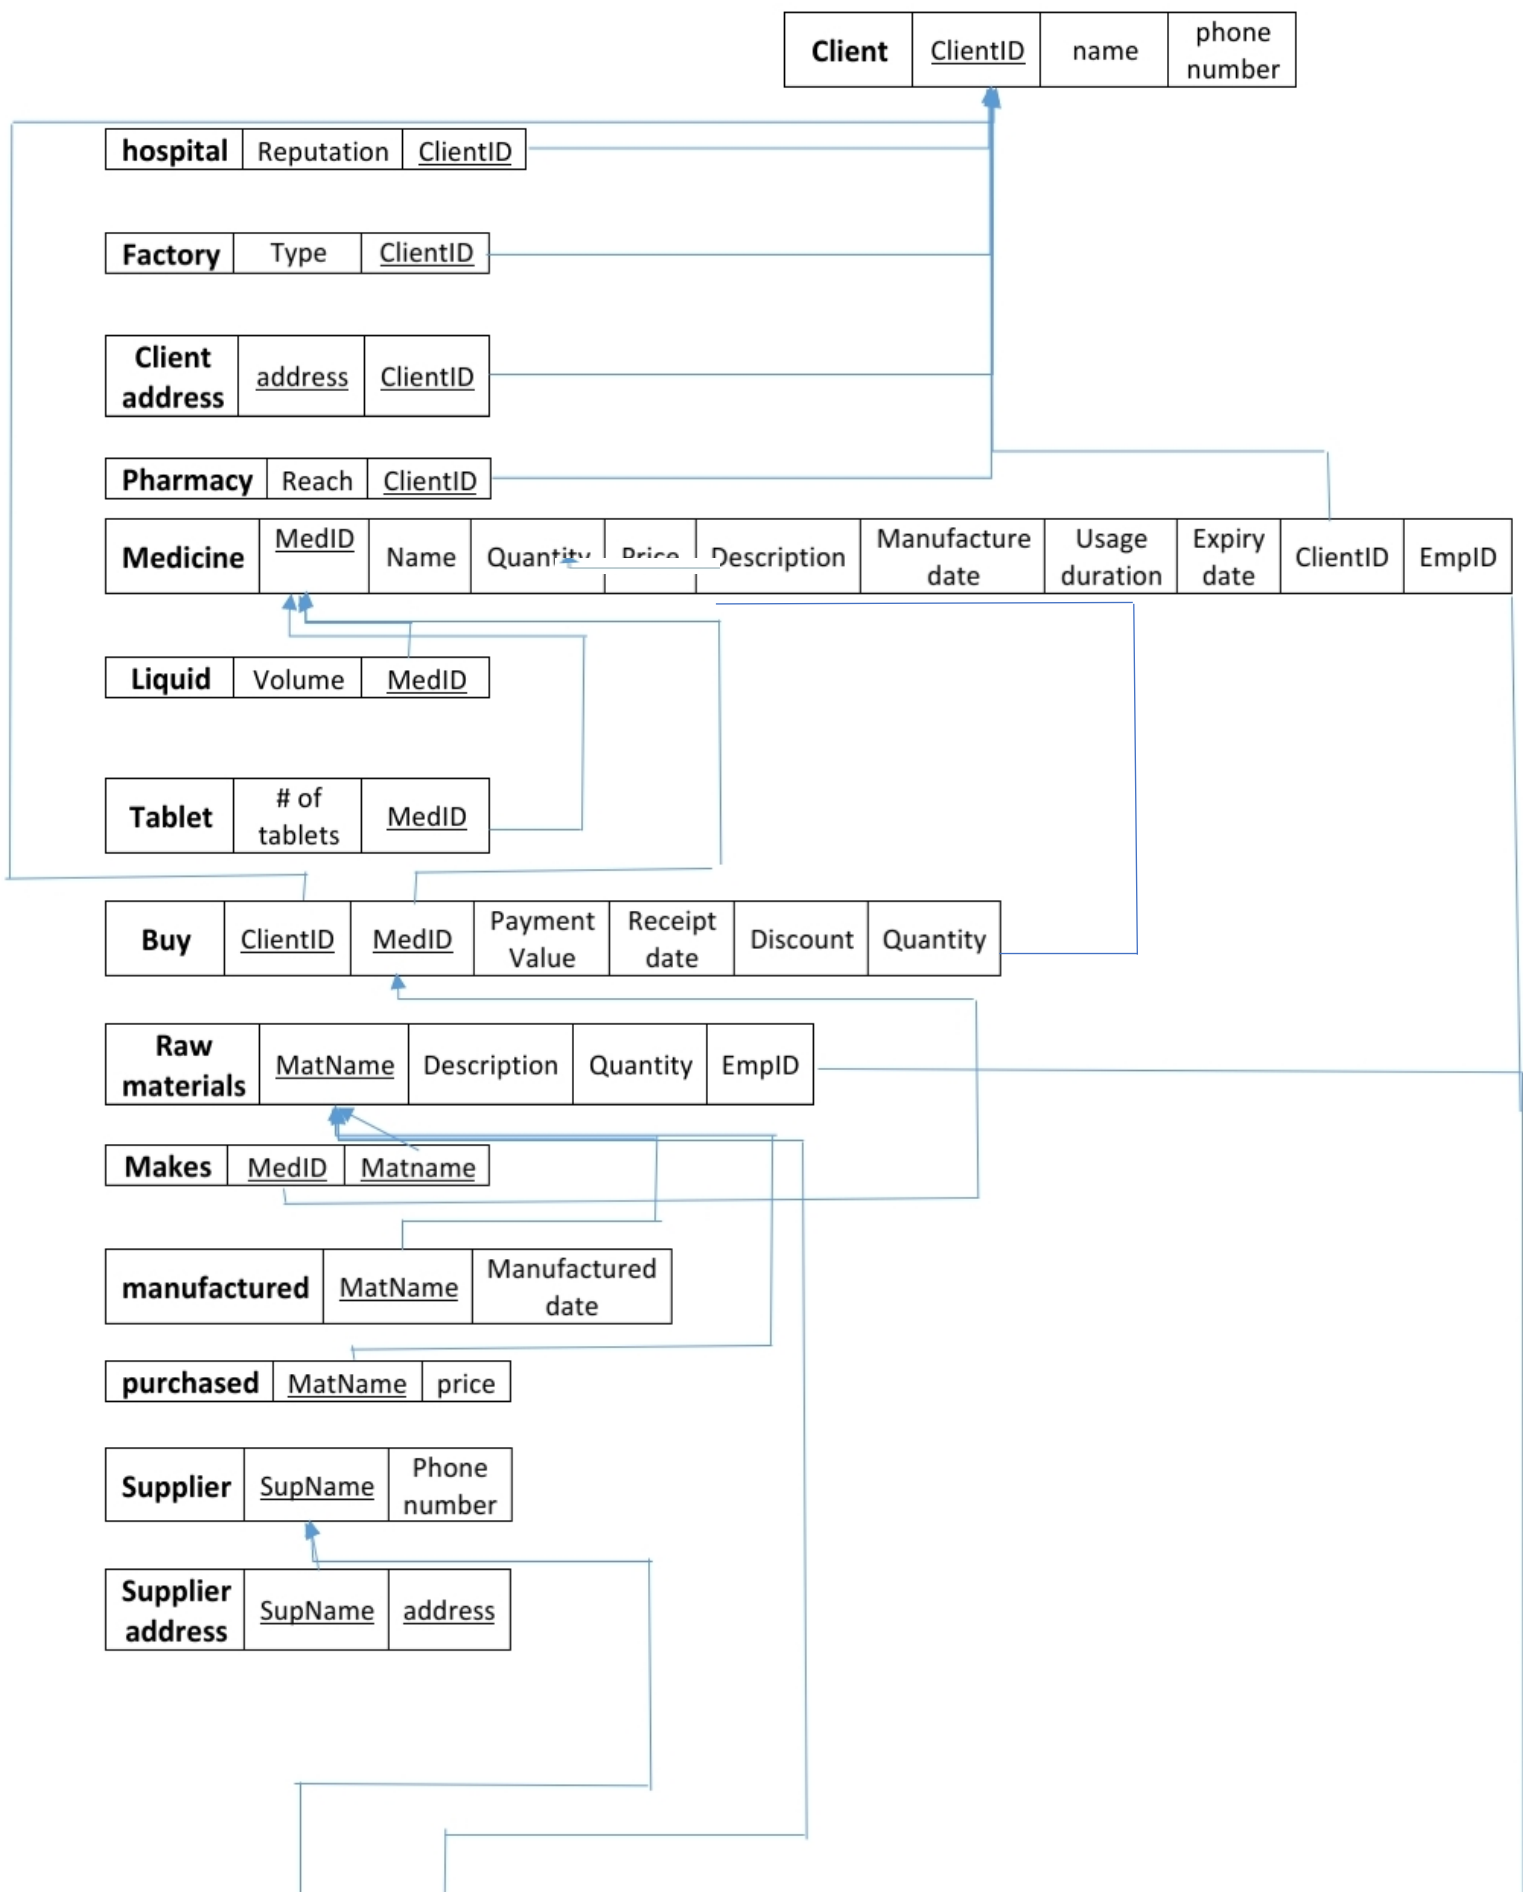 Client ClientID name phone number
hospital Reputation ClientID
Factory Type ClientID
Client address address ClientID
Pharmacy Reach ClientID
Medicine MedID Name Quantity Price Description Manufacture date Usage duration Expiry date ClientID EmpID
Liquid Volume MedID
Tablet # of tablets MedID
Buy ClientID MedID Payment Value Receipt date Discount Quantity
Raw materials MatName Description Quantity EmpID
Makes MedID Matname
manufactured MatName Manufactured date
purchased MatName price
Supplier SupName Phone number
Supplier address SupName address